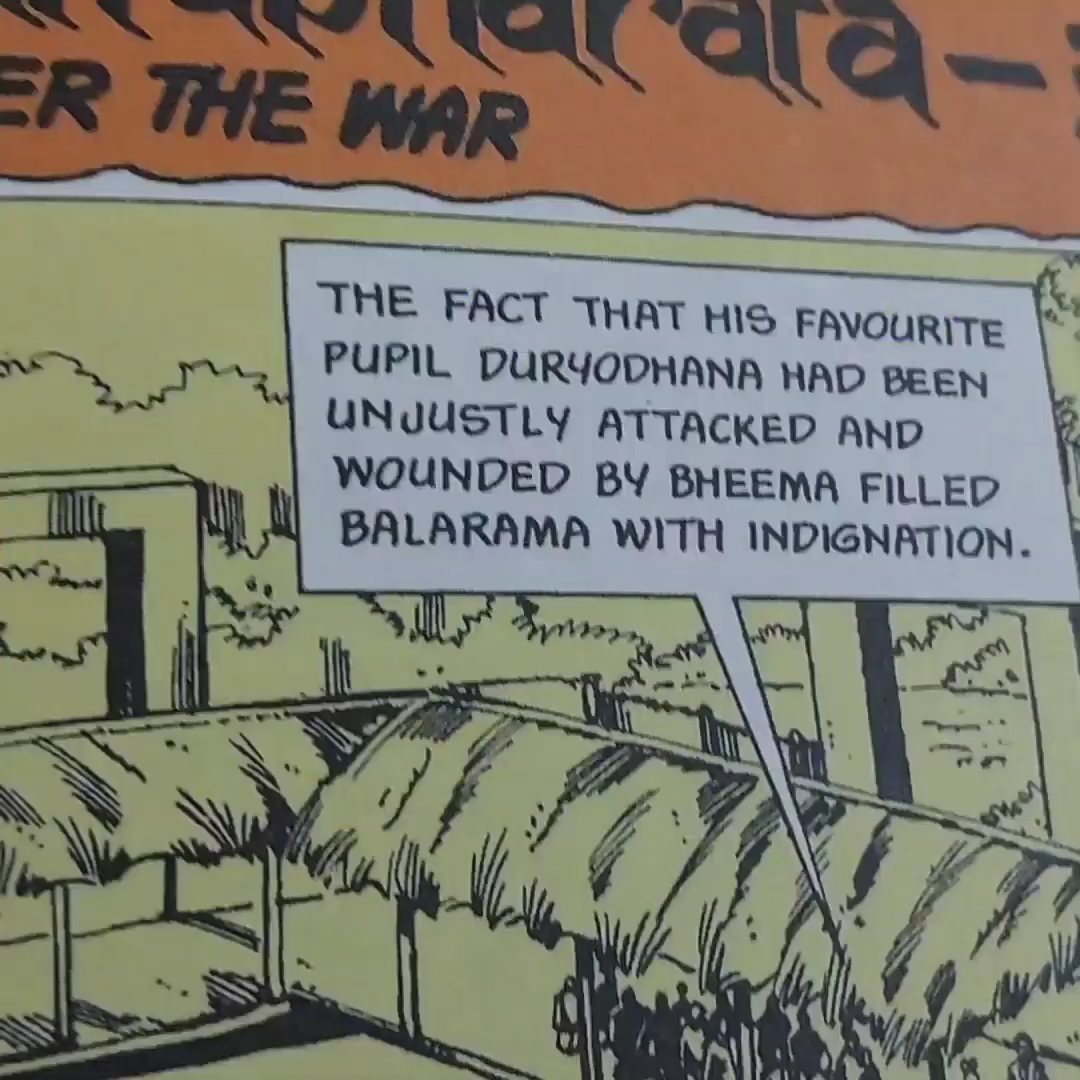 ER THE WAR
THE FACT THAT HIS FAVOURITE
PUPIL DURYODHANA HAD BEEN
UNJUSTLY ATTACKED AND
WOUNDED BY BHEEMA FILLED
BALARAMA WITH INDIGNATION.